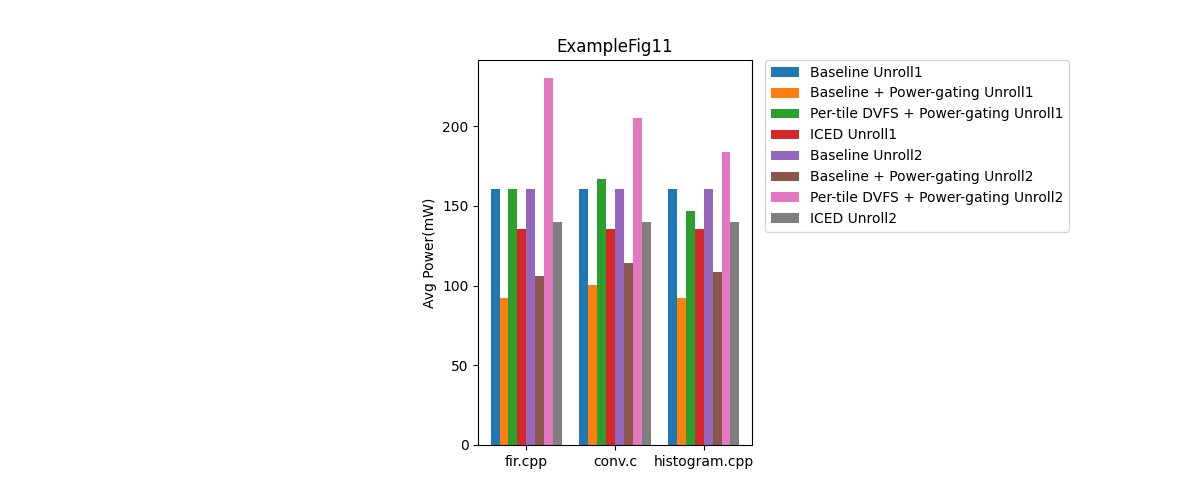 ExampleFig11
Avg Power(mW)
200
150
100
50
0
fir.cpp
conv.c
histogram.cpp
Baseline Unroll1
Baseline + Power-gating Unroll1
Per-tile DVFS + Power-gating Unroll1
ICED Unroll1
Baseline Unroll2
Baseline + Power-gating Unroll2
Per-tile DVFS + Power-gating Unroll2
ICED Unroll2